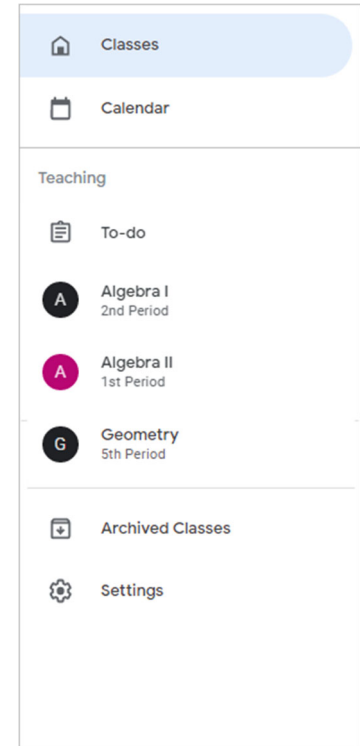 Classes
Calendar
Teaching
To-do
A
Algebra I
2nd Period
A
Algebra II
1st Period
G
Geometry
5th Period
Archived Classes
Settings